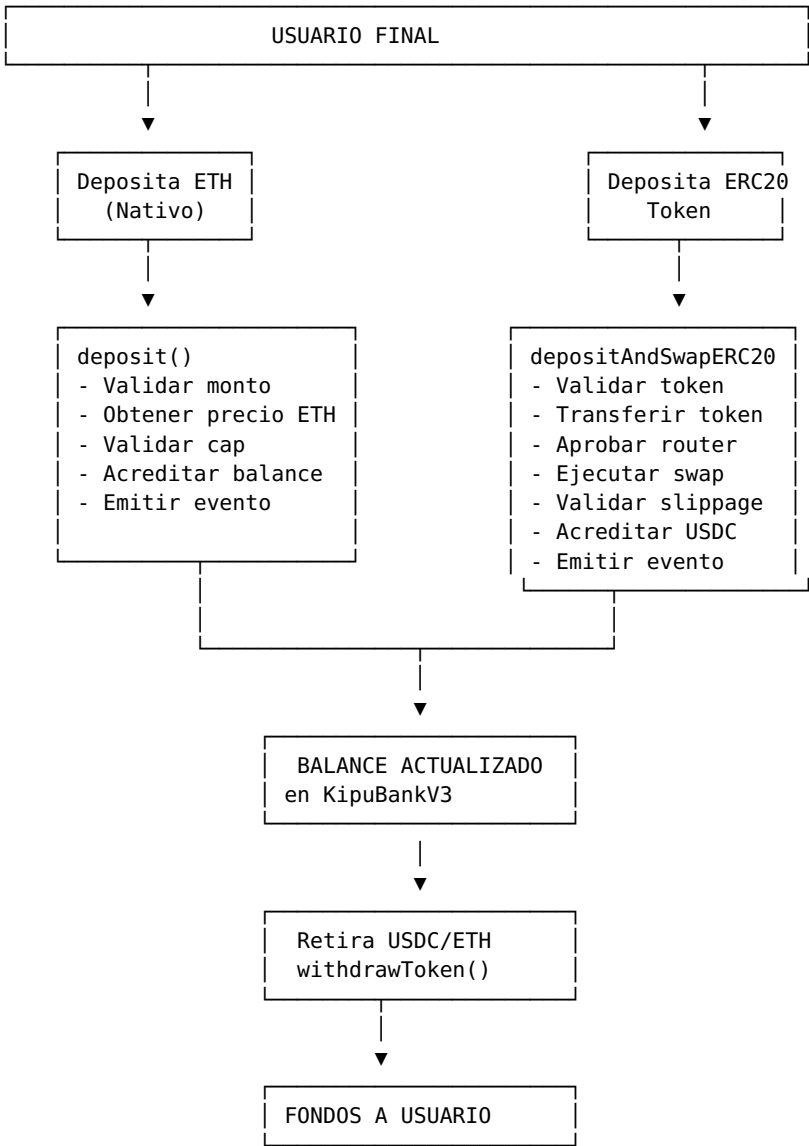 USUARIO FINAL
Deposita ETH
(Nativo)
Deposita ERC20
Token
deposit()
- Validar monto
- Obtener precio ETH
- Validar cap
- Acreditar balance
- Emitir evento
depositAndSwapERC20
- Validar token
- Transferir token
- Aprobar router
- Ejecutar swap
- Validar slippage
- Acreditar USDC
- Emitir evento
BALANCE ACTUALIZADO
en KipuBankV3
Retira USDC/ETH
withdrawToken()
FONDOS A USUARIO